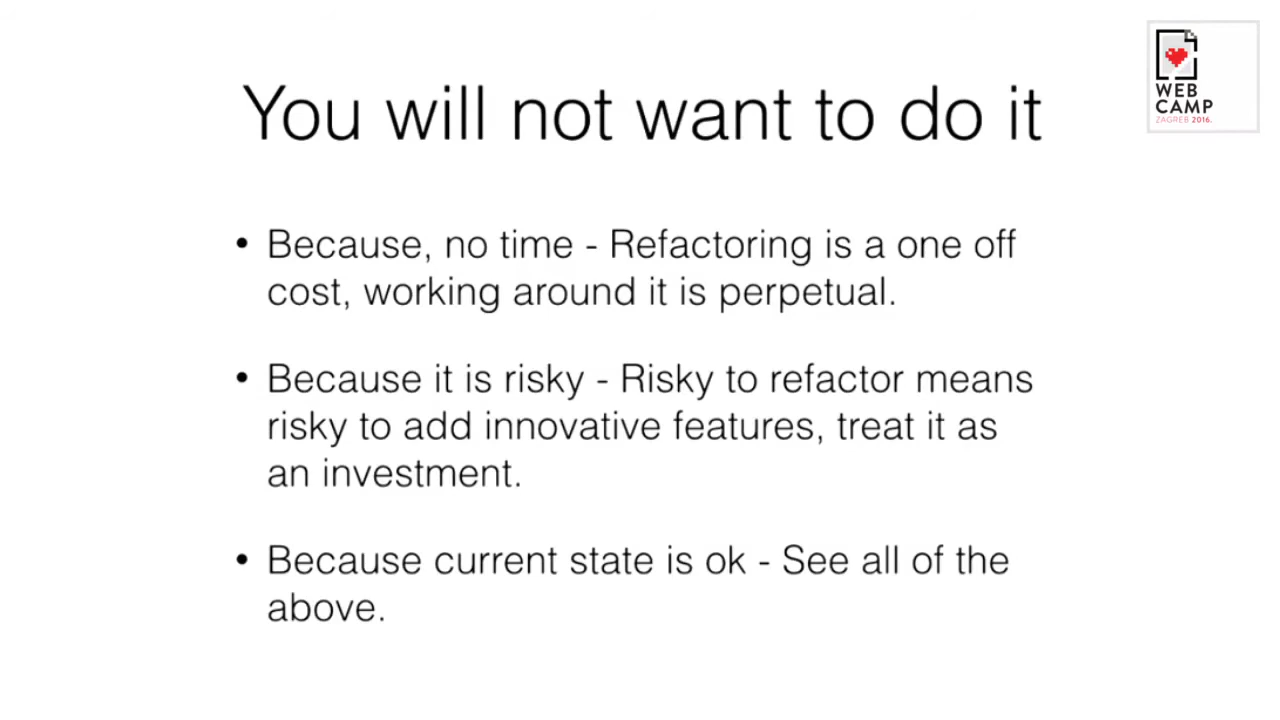 You will not want to do it
WEB
CAMP
ZAGREB 2016.
• Because, no time - Refactoring is a one off
cost, working around it is perpetual.
• Because it is risky - Risky to refactor means
risky to add innovative features, treat it as
an investment.
• Because current state is ok - See all of the
above.